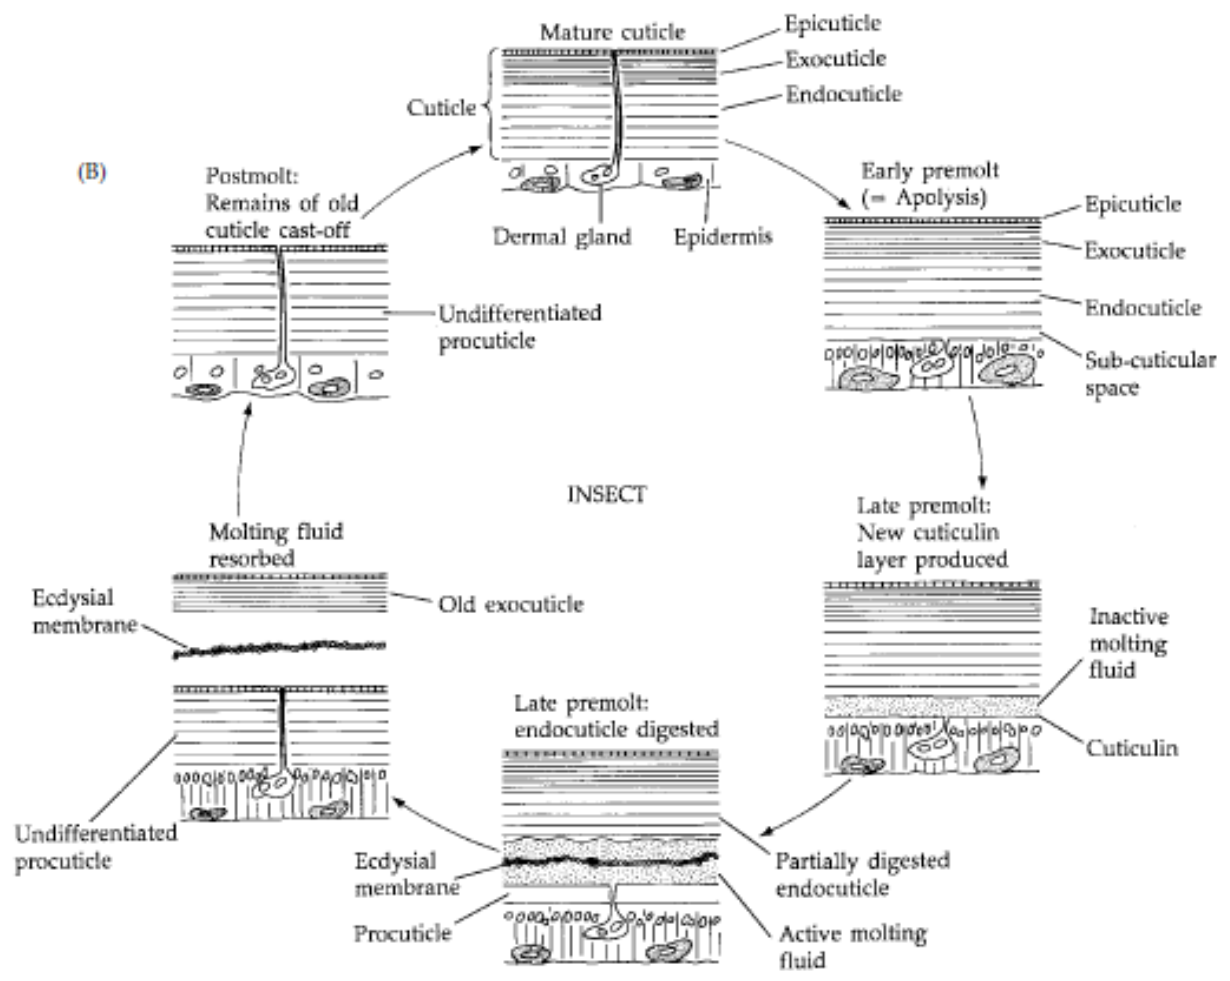 (B)
Mature cuticle
Epicuticle
Exocuticle
Endocuticle
Cuticle
Dermal gland
Epidermis
Early premolt
(= Apolysis)
Epicuticle
Exocuticle
Endocuticle
Sub-cuticular
space
Postmolt:
Remains of old
cuticle cast-off
Undifferentiated
procuticle
INSECT
Late premolt:
New cuticulin
layer produced
Inactive
molting
fluid
Cuticulin
Molting fluid
resorbed
Ecdysial
membrane
Old exocuticle
Undifferentiated
procuticle
Late premolt:
endocuticle digested
Ecdysial
membrane
Procuticle
Partially digested
endocuticle
Active molting
fluid